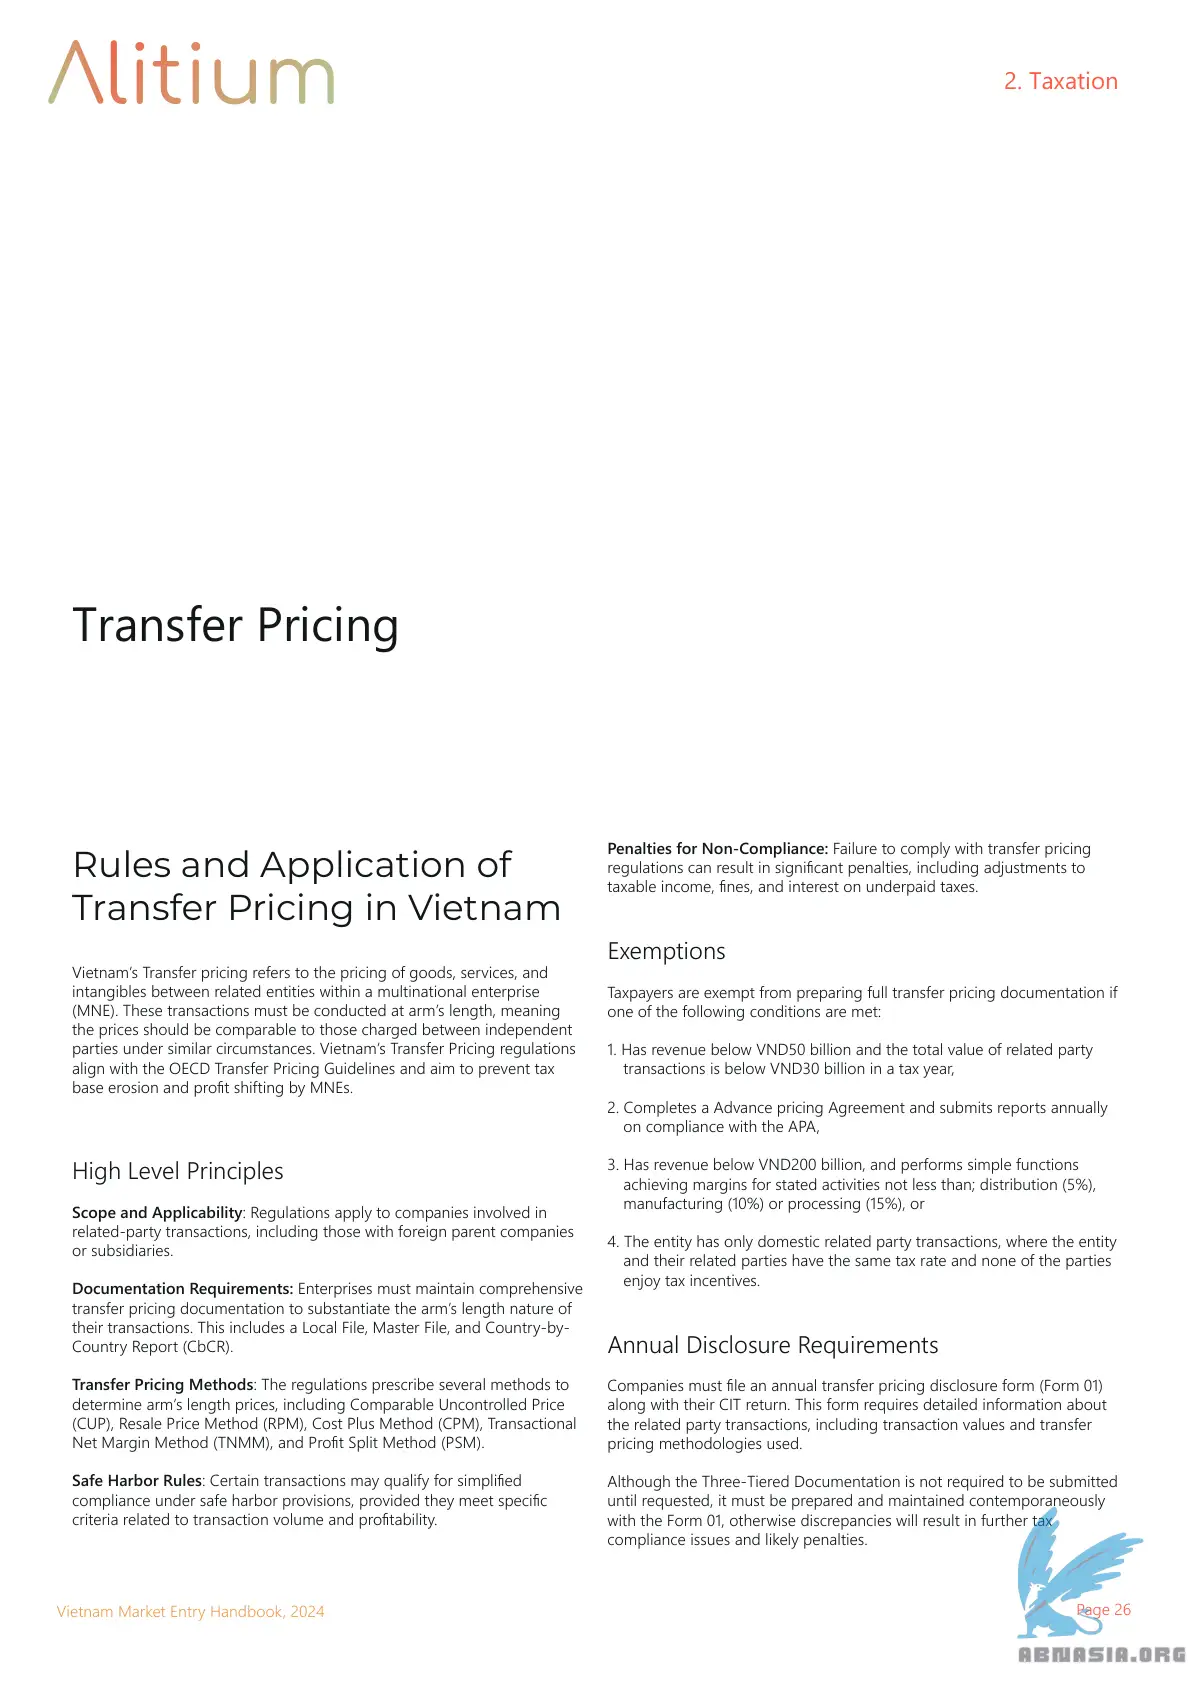 Alitium
2. Taxation
Transfer Pricing
Rules and Application of
Transfer Pricing in Vietnam
Vietnam’s Transfer pricing refers to the pricing of goods, services, and
intangibles between related entities within a multinational enterprise
(MNE). These transactions must be conducted at arm’s length, meaning
the prices should be comparable to those charged between independent
parties under similar circumstances. Vietnam’s Transfer Pricing regulations
align with the OECD Transfer Pricing Guidelines and aim to prevent tax
base erosion and profit shifting by MNEs.
High Level Principles
Scope and Applicability: Regulations apply to companies involved in
related-party transactions, including those with foreign parent companies
or subsidiaries.
Documentation Requirements: Enterprises must maintain comprehensive
transfer pricing documentation to substantiate the arm’s length nature of
their transactions. This includes a Local File, Master File, and Country-by-
Country Report (CbCR).
Transfer Pricing Methods: The regulations prescribe several methods to
determine arm’s length prices, including Comparable Uncontrolled Price
(CUP), Resale Price Method (RPM), Cost Plus Method (CPM), Transactional
Net Margin Method (TNMM), and Profit Split Method (PSM).
Safe Harbor Rules: Certain transactions may qualify for simplified
compliance under safe harbor provisions, provided they meet specific
criteria related to transaction volume and profitability.
Penalties for Non-Compliance: Failure to comply with transfer pricing
regulations can result in significant penalties, including adjustments to
taxable income, fines, and interest on underpaid taxes.
Exemptions
Taxpayers are exempt from preparing full transfer pricing documentation if
one of the following conditions are met:
1. Has revenue below VND50 billion and the total value of related party
transactions is below VND30 billion in a tax year,
2. Completes a Advance pricing Agreement and submits reports annually
on compliance with the APA,
3. Has revenue below VND200 billion, and performs simple functions
achieving margins for stated activities not less than; distribution (5%),
manufacturing (10%) or processing (15%), or
4. The entity has only domestic related party transactions, where the entity
and their related parties have the same tax rate and none of the parties
enjoy tax incentives.
Annual Disclosure Requirements
Companies must file an annual transfer pricing disclosure form (Form 01)
along with their CIT return. This form requires detailed information about
the related party transactions, including transaction values and transfer
pricing methodologies used.
Although the Three-Tiered Documentation is not required to be submitted
until requested, it must be prepared and maintained contemporaneously
with the Form 01, otherwise discrepancies will result in further tax
compliance issues and likely penalties.
Vietnam Market Entry Handbook, 2024
Page 26
ABNASIA.ORG